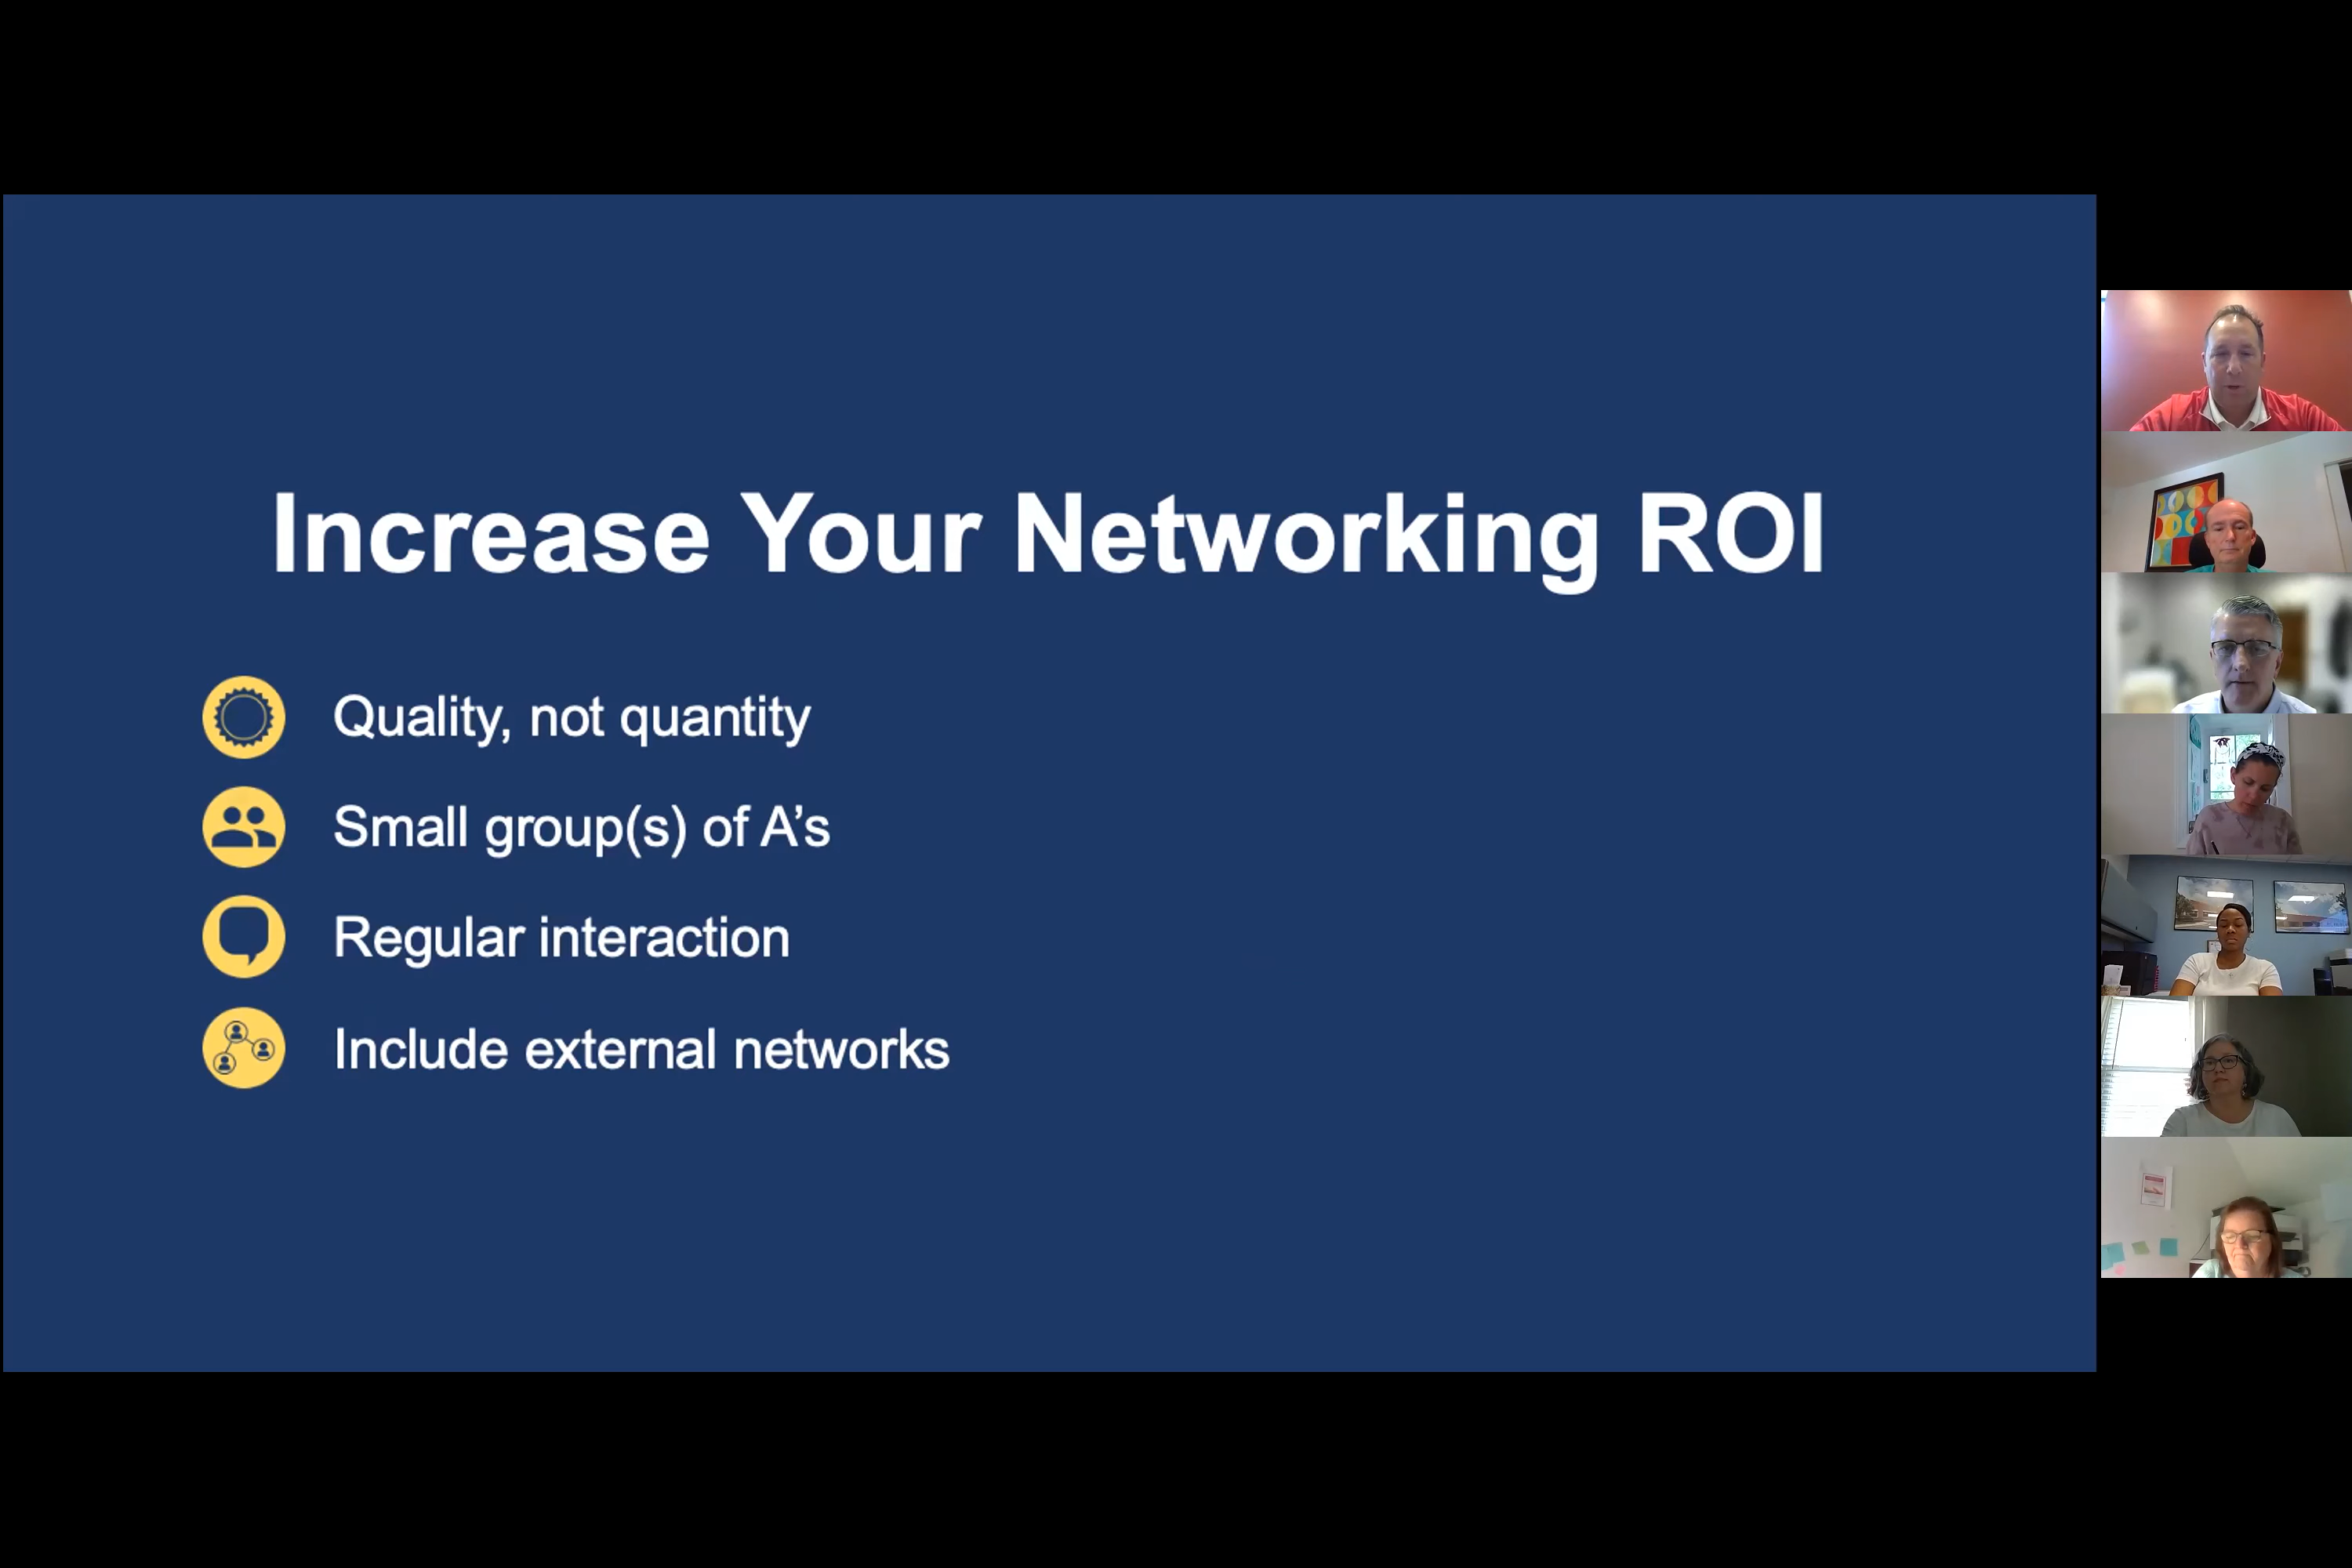 Increase Your Networking ROI
Quality, not quantity
Small group(s) of A’s
Regular interaction
Include external networks